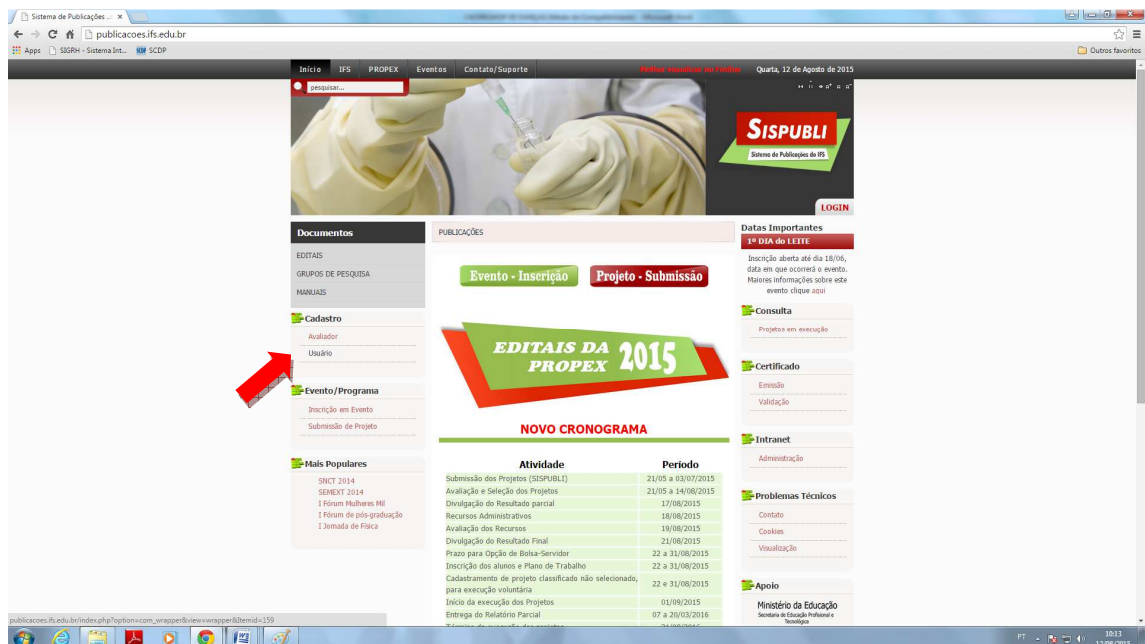 Sistema de Publicações
publicacoes.ifs.edu.br
Apps
SIGRH - Sistema Int...
SCDP
Outros favoritos
Início
IFS
PROPEX
Eventos
Contato/Suporte
Quarta, 12 de Agosto de 2015
pesquisar...
SISPUBLI
Sistema de Publicações do IFS
LOGIN
Documentos
EDITAIS
GRUPOS DE PESQUISA
MANUAIS
Cadastro
Avaliador
Usuário
Evento/Programa
Inscrição em Evento
Submissão de Projeto
Mais Populares
SNCT 2014
SEMEXT 2014
I Fórum Mulheres Mil
I Fórum de pós-graduação
I Jornada de Física
PUBLICAÇÕES
Evento - Inscrição
Projeto - Submissão
EDITAIS DA
PROPEX 2015
NOVO CRONOGRAMA
Atividade Período
Submissão dos Projetos (SISPUBLI) 21/05 a 03/07/2015
Avaliação e Seleção dos Projetos 21/05 a 14/08/2015
Divulgação do Resultado parcial 17/08/2015
Recursos Administrativos 18/08/2015
Avaliação dos Recursos 19/08/2015
Divulgação do Resultado Final 21/08/2015
Prazo para Opção de Bolsa-Servidor 22 a 31/08/2015
Inscrição dos alunos e Plano de Trabalho 22 a 31/08/2015
Cadastramento de projeto classificado não selecionado,
para execução voluntária 22 e 31/08/2015
Início da execução dos Projetos 01/09/2015
Entrega do Relatório Parcial 07 a 20/03/2016
Datas Importantes
1º DIA do LEITE
Inscrição aberta até dia 18/06,
data em que ocorrerá o evento.
Maiores informações sobre este
evento clique aqui
Consulta
Projetos em execução
Certificado
Emissão
Validação
Intranet
Administração
Problemas Técnicos
Contato
Cookies
Visualização
Apoio
Ministério da Educação
Secretaria de Educação Profissional e
Tecnológica
publicacoes.ifs.edu.br/index.php?option=com_wrapper&view=wrapper&Itemid=159
PT
10:13
12/08/2015